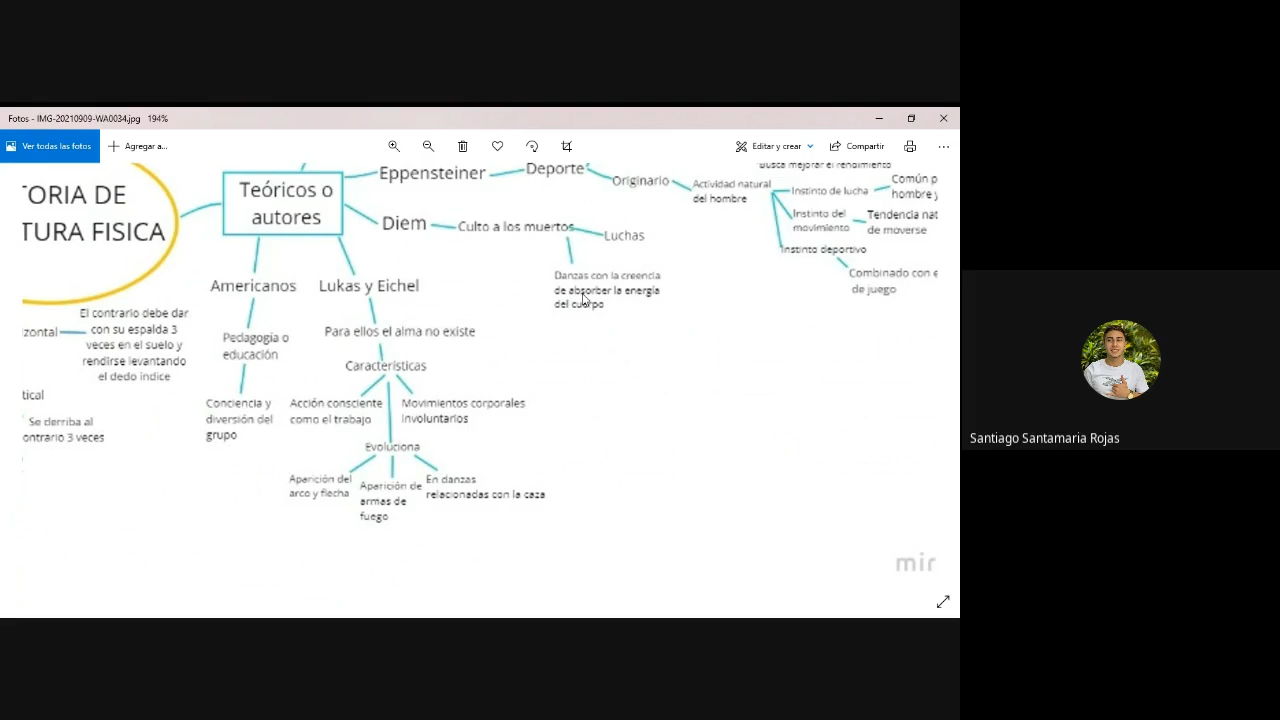 Fotos - IMG-20210909-WA0034.jpg 194%
Ver todas las fotos
Agregar a...
Editar y crear
Compartir
TORIA DE
TURA FISICA
Teóricos o
autores
Eppensteiner
Deporte
Originario
Actividad natural
del hombre
Busca mejorar el rendimiento
Instinto de lucha
Común p
hombre y
Instinto del
movimiento
Tendencia nat
de moverse
Instinto deportivo
Combinado con e
de juego
Diem
Culto a los muertos
Luchas
Danzas con la creencia
de absorber la energía
del cuerpo
Americanos
Pedagogía o
educación
Conciencia y
diversión del
grupo
Lukas y Eichel
Para ellos el alma no existe
Características
Acción consciente
como el trabajo
Movimientos corporales
involuntarios
Evoluciona
Aparición del
arco y flecha
Aparición de
armas de
fuego
En danzas
relacionadas con la caza
zontal
El contrario debe dar
con su espalda 3
veces en el suelo y
rendirse levantando
el dedo indice
tical
Se derriba al
ontrario 3 veces
mir
Santiago Santamaria Rojas